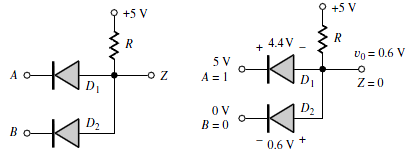 +5 V
R
A
D1
Z
D2
B
+5 V
+ 4.4 V −
R
5 V
v0 = 0.6 V
A = 1
D1
Z = 0
0 V
D2
B = 0
− 0.6 V +